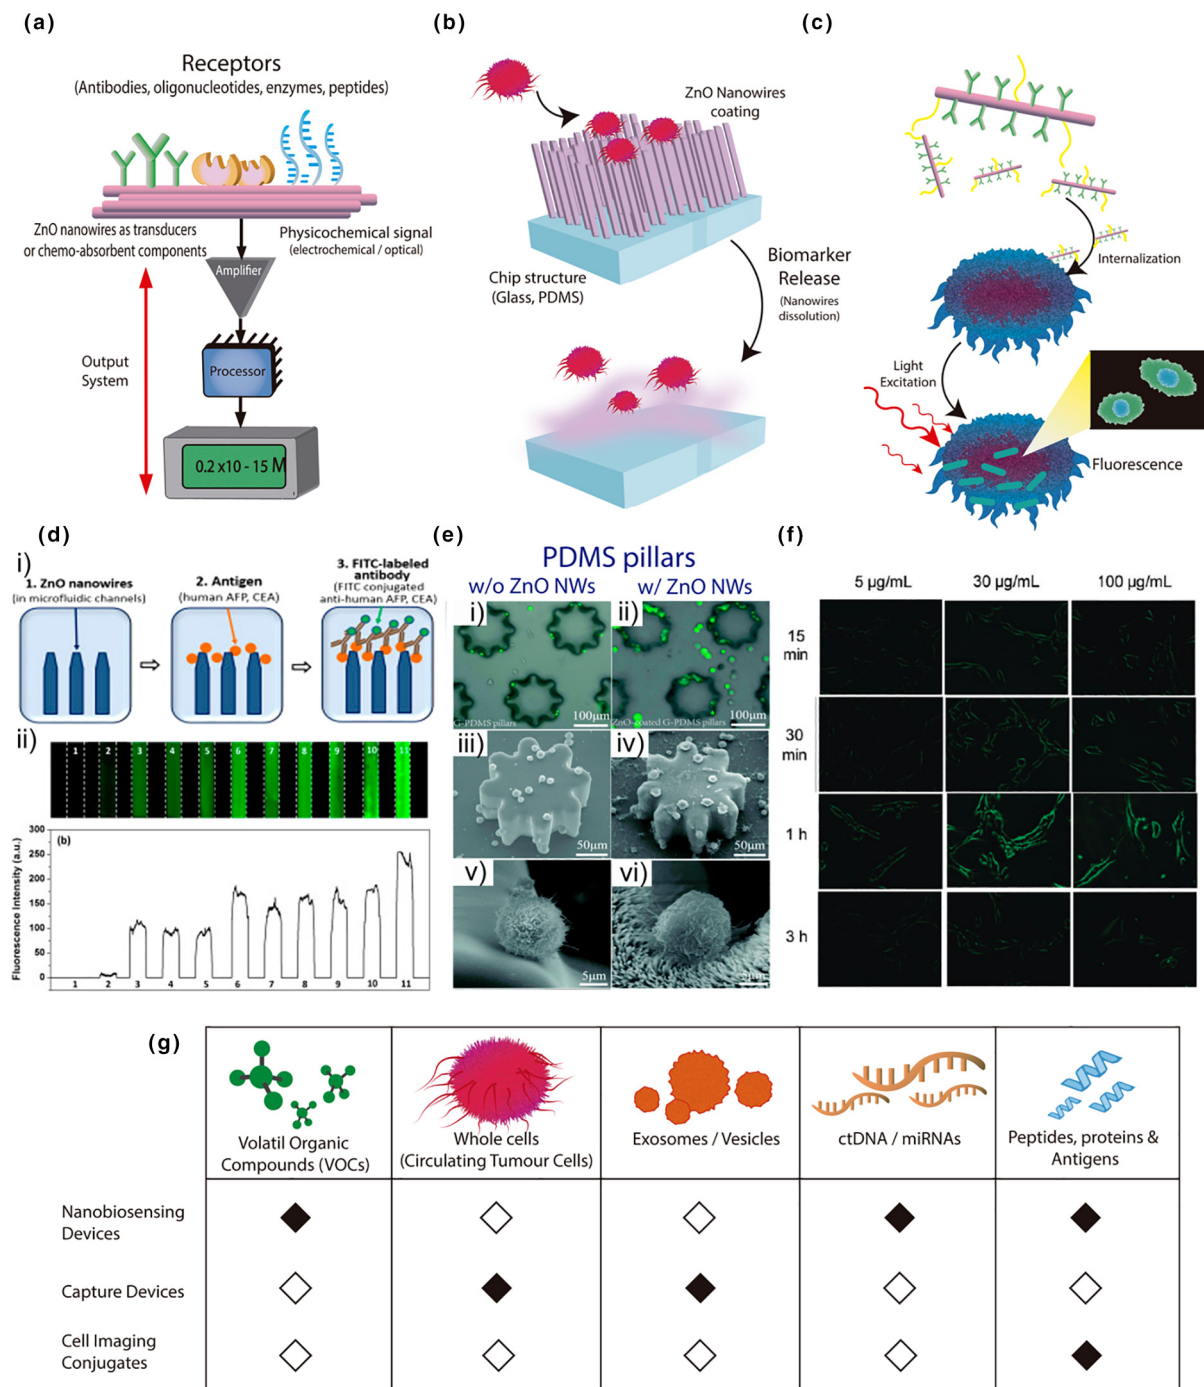 (a)
Receptors
(Antibodies, oligonucleotides, enzymes, peptides)
ZnO nanowires as transducers
or chemo-absorbent components
Physicochemical signal
(electrochemical / optical)
Amplifier
Output
System
Processor
0.2 x10 - 15 M
(b)
ZnO Nanowires
coating
Chip structure
(Glass, PDMS)
Biomarker
Release
(Nanowires
dissolution)
(c)
Internalization
Light
Excitation
Fluorescence
(d)
i)
1. ZnO nanowires
(in microfluidic channels)
2. Antigen
(human AFP, CEA)
3. FITC-labeled
antibody
(FITC conjugated
anti-human AFP, CEA)
ii)
1 2 3 4 5 6 7 8 9 10 11
(b)
Fluorescence Intensity (a.u.)
300
250
200
150
100
50
0
1 2 3 4 5 6 7 8 9 10 11
(e)
PDMS pillars
w/o ZnO NWs
w/ ZnO NWs
i)
100µm
G-PDMS pillars
ii)
100µm
ZnO-coated G-PDMS pillars
iii)
50µm
iv)
50µm
v)
5µm
vi)
5µm
(f)
5 µg/mL
30 µg/mL
100 µg/mL
15
min
30
min
1 h
3 h
(g)
Volatil Organic
Compounds (VOCs)
Whole cells
(Circulating Tumour Cells)
Exosomes / Vesicles
ctDNA / miRNAs
Peptides, proteins &
Antigens
Nanobiosensing
Devices
Capture Devices
Cell Imaging
Conjugates